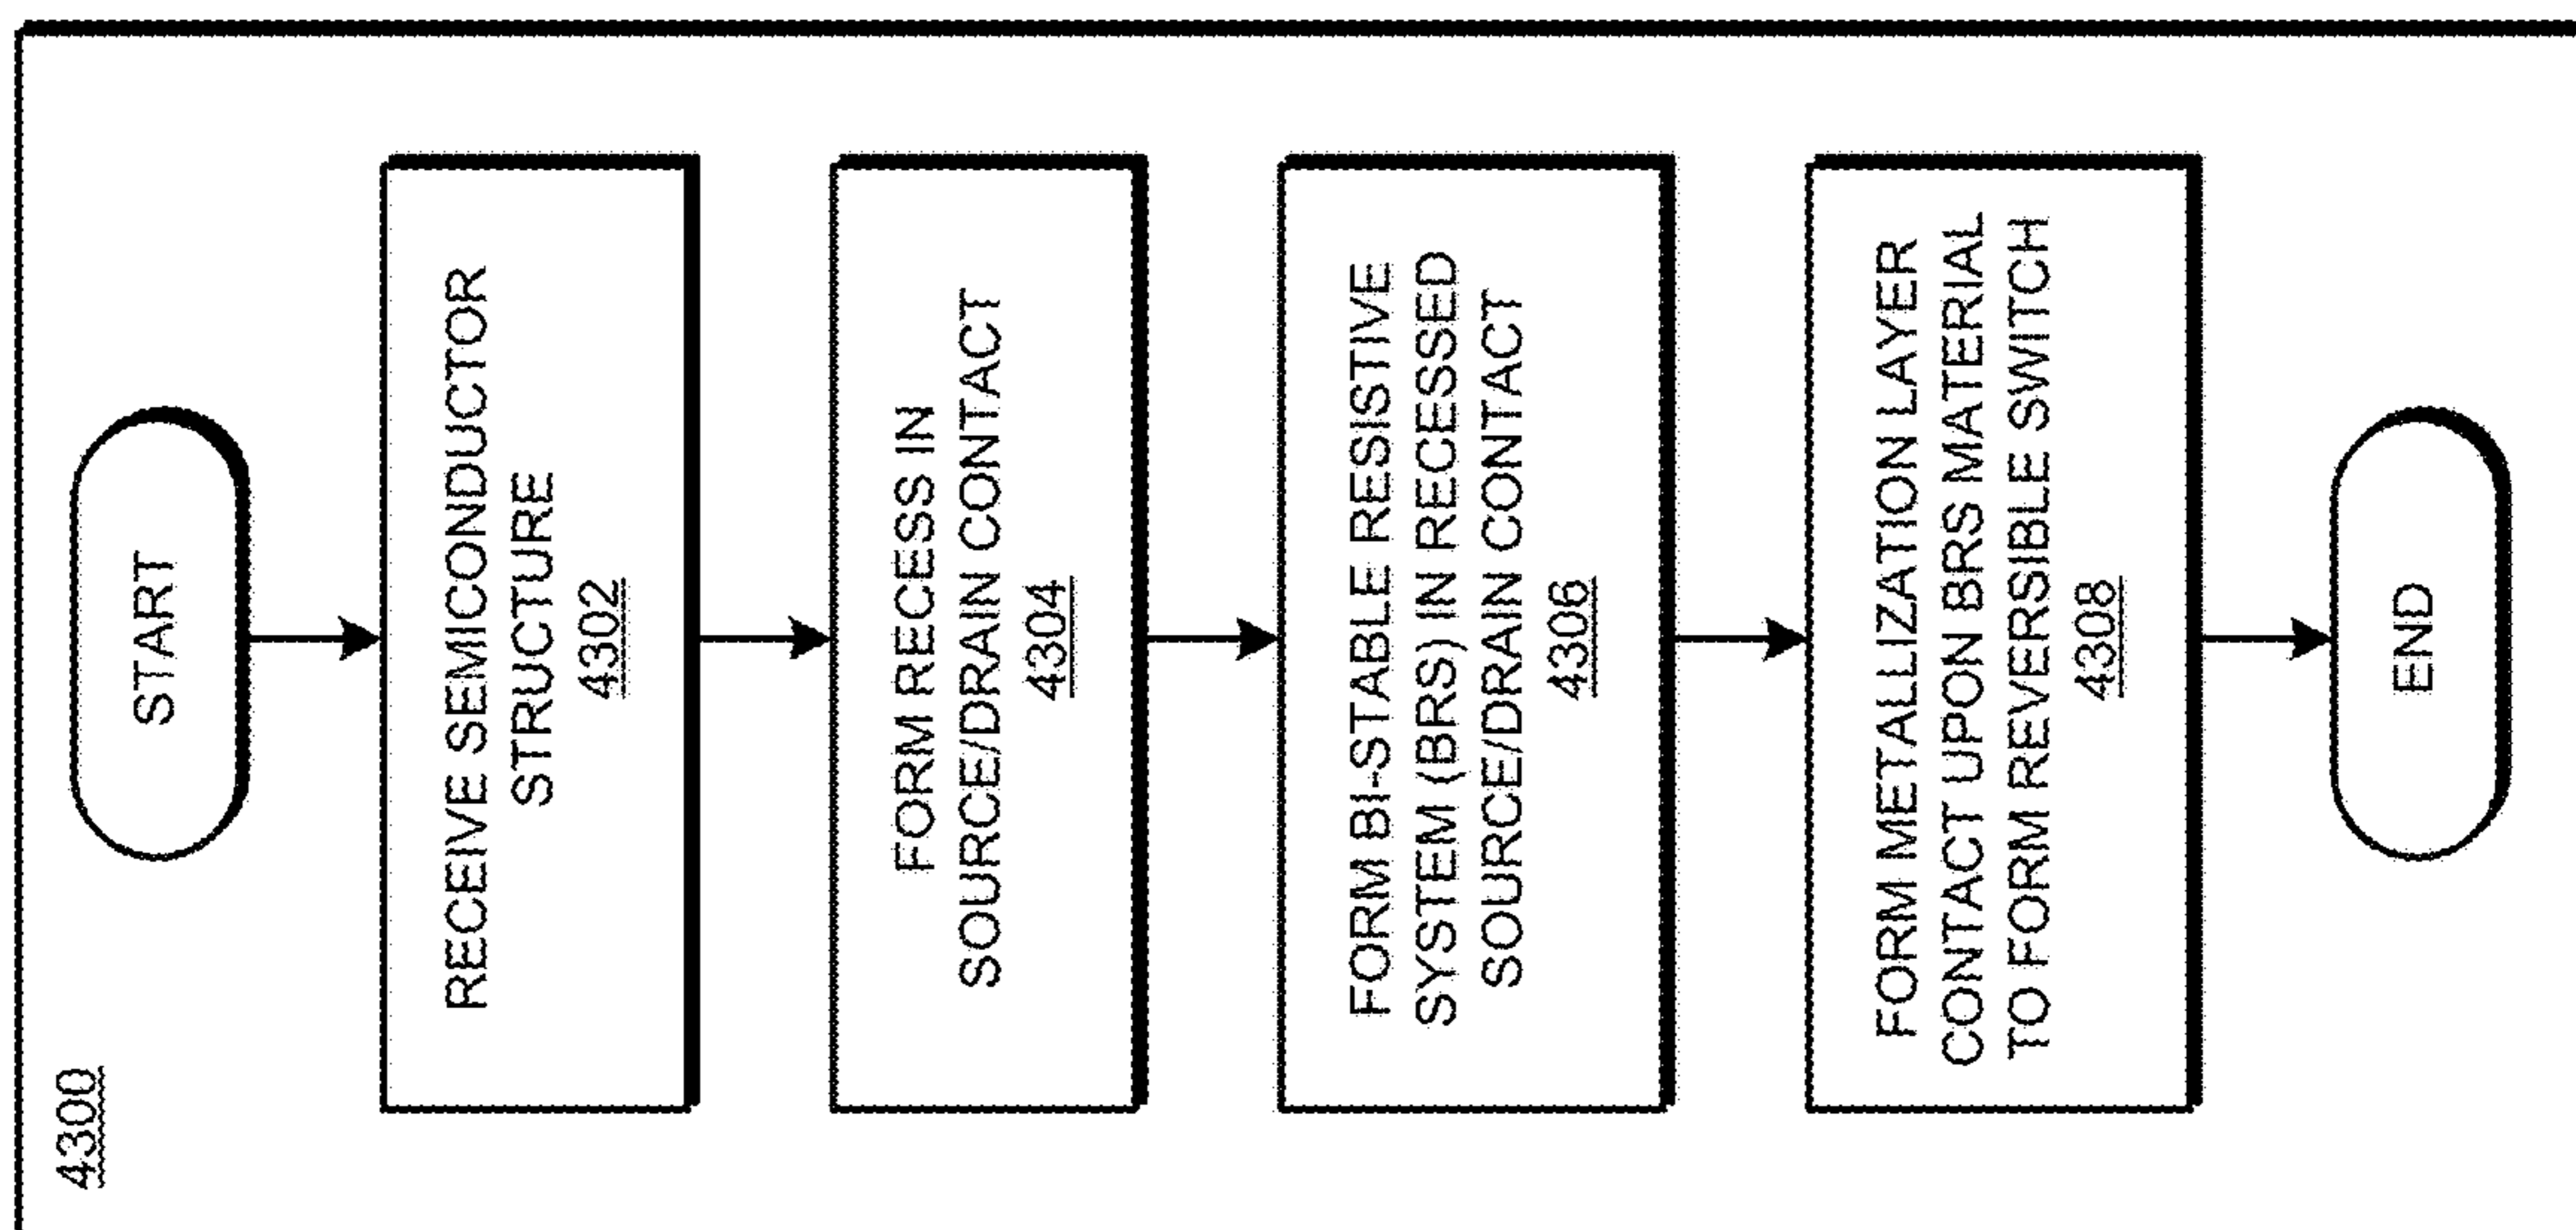 4300
START
RECEIVE SEMICONDUCTOR
STRUCTURE
4302
FORM RECESS IN
SOURCE/DRAIN CONTACT
4304
FORM BI-STABLE RESISTIVE
SYSTEM (BRS) IN RECESSED
SOURCE/DRAIN CONTACT
4306
FORM METALLIZATION LAYER
CONTACT UPON BRS MATERIAL
TO FORM REVERSIBLE SWITCH
4308
END